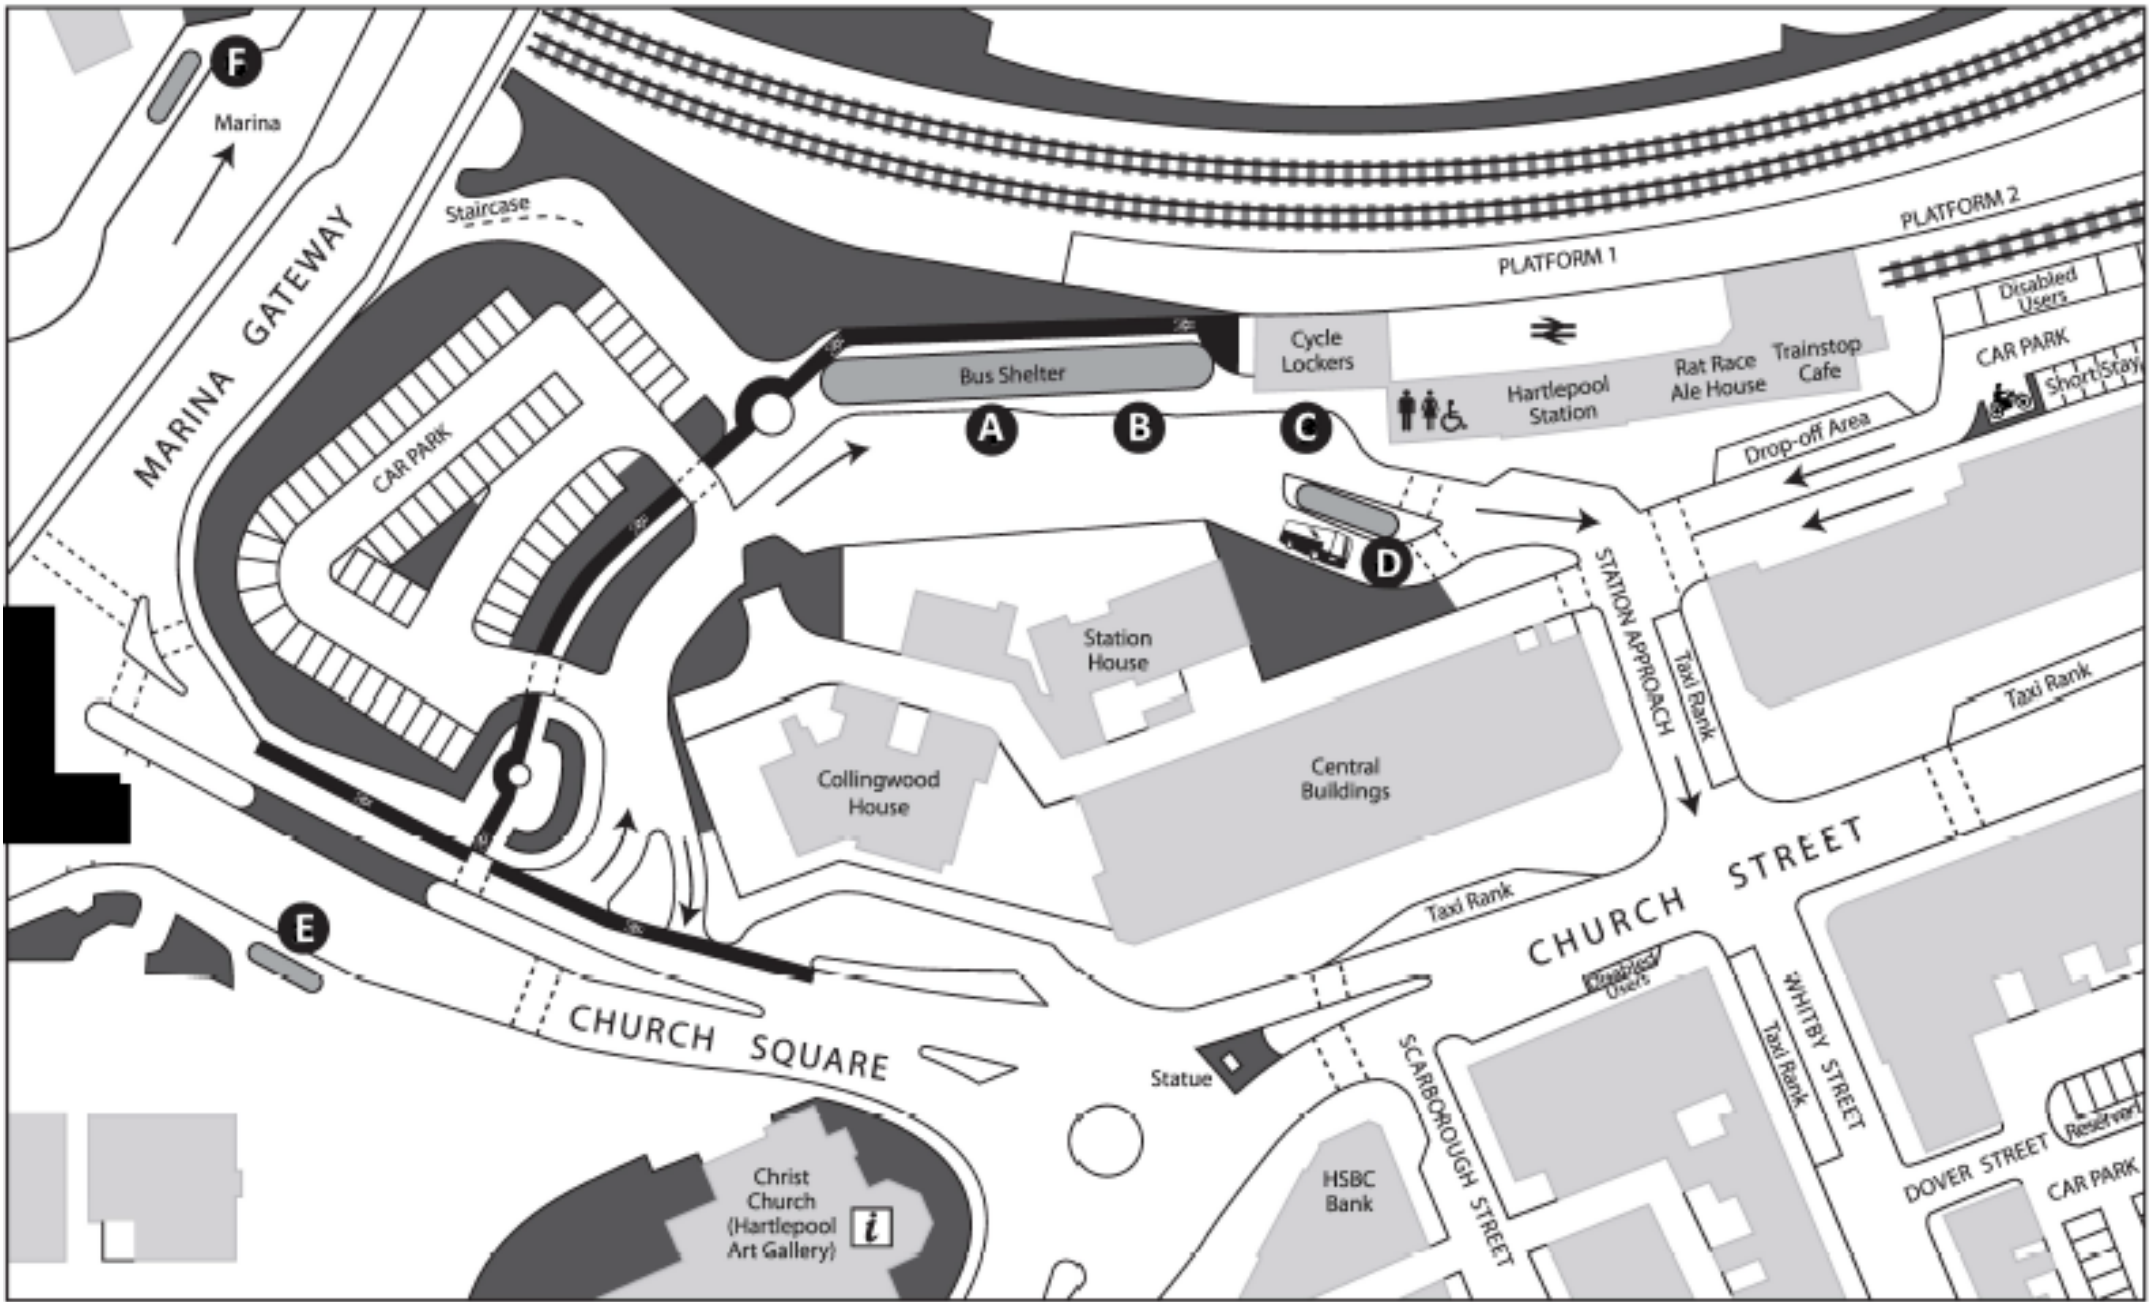 F
Marina
Staircase
MARINA GATEWAY
PLATFORM 2
PLATFORM 1
Disabled
Users
CAR PARK
Short Stay
Cycle
Lockers
Bus Shelter
Hartlepool
Station
Rat Race
Ale House
Trainstop
Cafe
Drop-off Area
A
B
C
D
CAR PARK
STATION APPROACH
Taxi Rank
Taxi Rank
Station
House
Collingwood
House
Central
Buildings
Taxi Rank
CHURCH STREET
E
CHURCH SQUARE
Disabled
Users
WHITBY STREET
Taxi Rank
Statue
SCARBOROUGH STREET
HSBC
Bank
Christ
Church
(Hartlepool
Art Gallery)
i
Reserved
DOVER STREET
CAR PARK